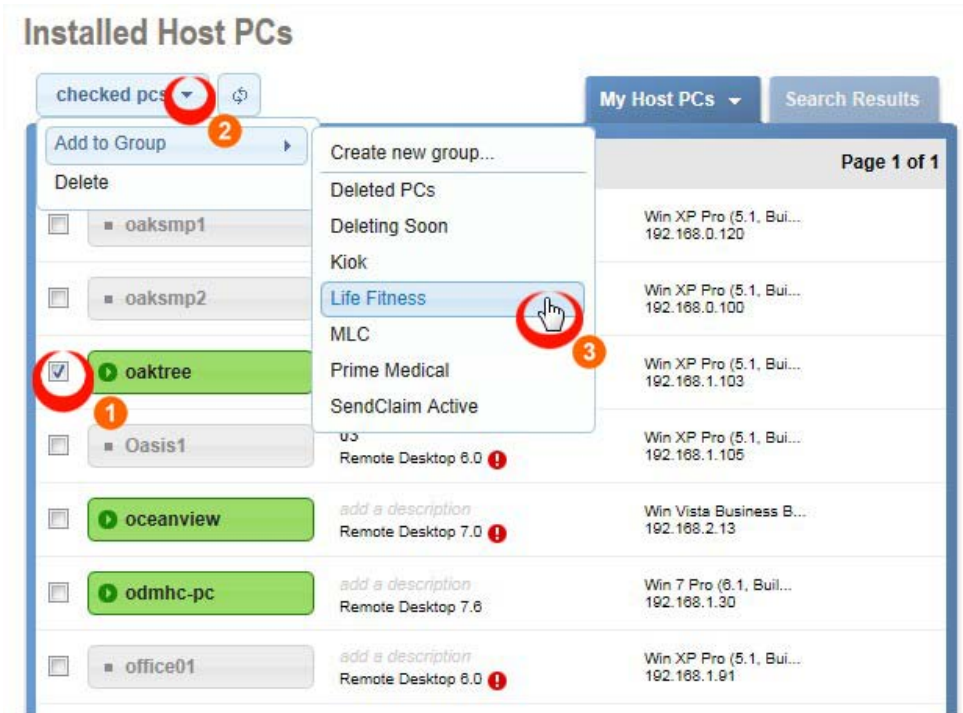 Installed Host PCs
checked pcs
My Host PCs
Search Results
2
Add to Group
Delete
Create new group...
Deleted PCs
Deleting Soon
Kiok
Life Fitness
MLC
Prime Medical
SendClaim Active
3
Page 1 of 1
oaksmp1
Win XP Pro (5.1, Bui...
192.168.0.120
oaksmp2
Win XP Pro (5.1, Bui...
192.168.0.100
oaktree
1
Win XP Pro (5.1, Bui...
192.168.1.103
Oasis1
Remote Desktop 6.0
Win XP Pro (5.1, Bui...
192.168.1.105
oceanview
add a description
Remote Desktop 7.0
Win Vista Business B...
192.168.2.13
odmhc-pc
add a description
Remote Desktop 7.6
Win 7 Pro (6.1, Buil...
192.168.1.30
office01
add a description
Remote Desktop 6.0
Win XP Pro (5.1, Bui...
192.168.1.91